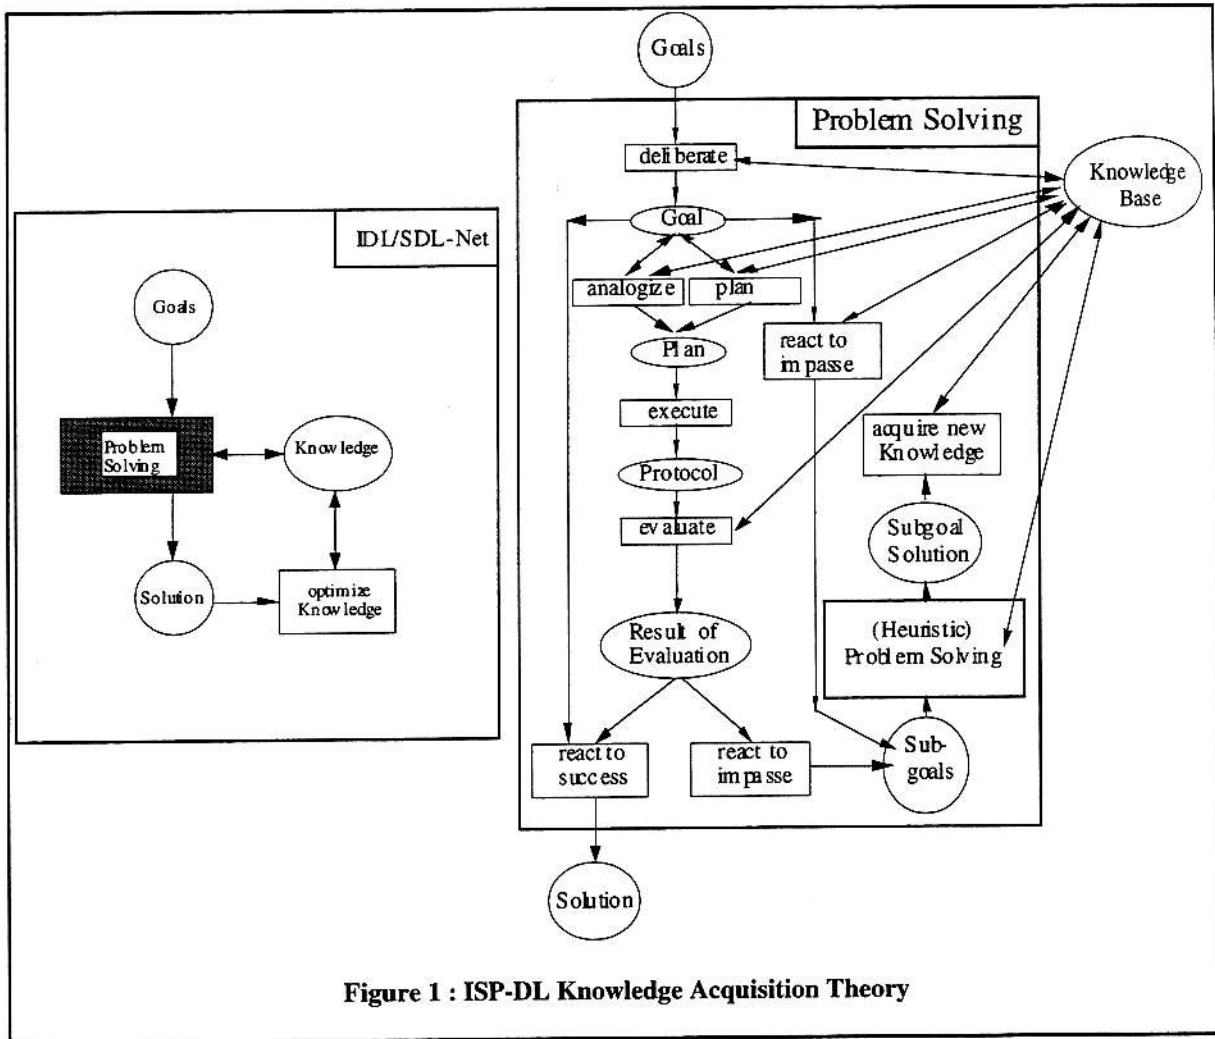 Goals
Problem Solving
deliberate
Knowledge
Base
Goal
IDL/SDL-Net
analogize
plan
Goals
react to
impasse
Plan
execute
acquire new
Knowledge
Problem
Solving
Knowledge
Protocol
evaluate
Subgoal
Solution
Solution
optimize
Knowledge
Result of
Evaluation
(Heuristic)
Problem Solving
react to
success
react to
impasse
Sub-
goals
Solution
Figure 1 : ISP-DL Knowledge Acquisition Theory